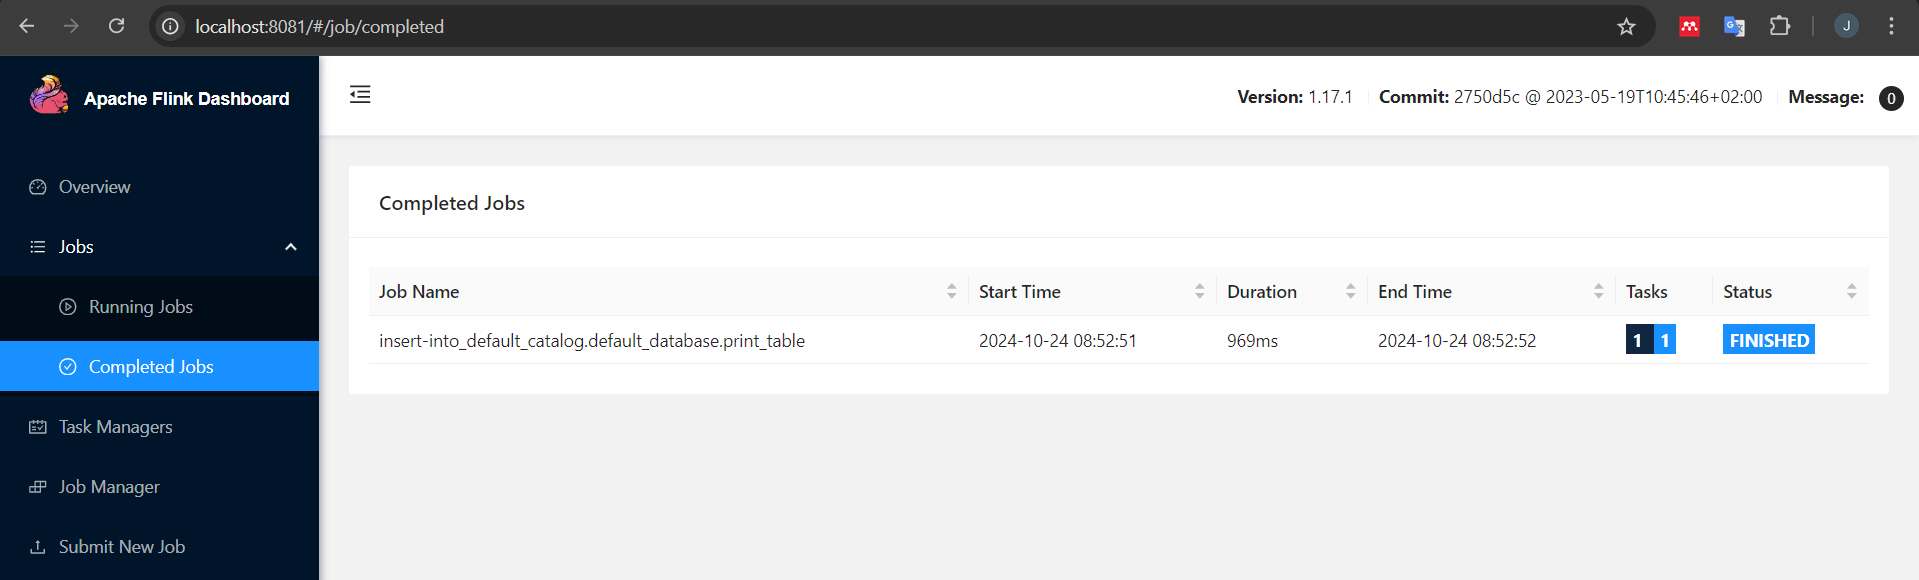 localhost:8081/#/job/completed
J
Apache Flink Dashboard
Version: 1.17.1 Commit: 2750d5c @ 2023-05-19T10:45:46+02:00 Message: 0
Overview
Jobs
Running Jobs
Completed Jobs
Task Managers
Job Manager
Submit New Job
Completed Jobs
Job Name Start Time Duration End Time Tasks Status
insert-into_default_catalog.default_database.print_table 2024-10-24 08:52:51 969ms 2024-10-24 08:52:52 1 1 FINISHED